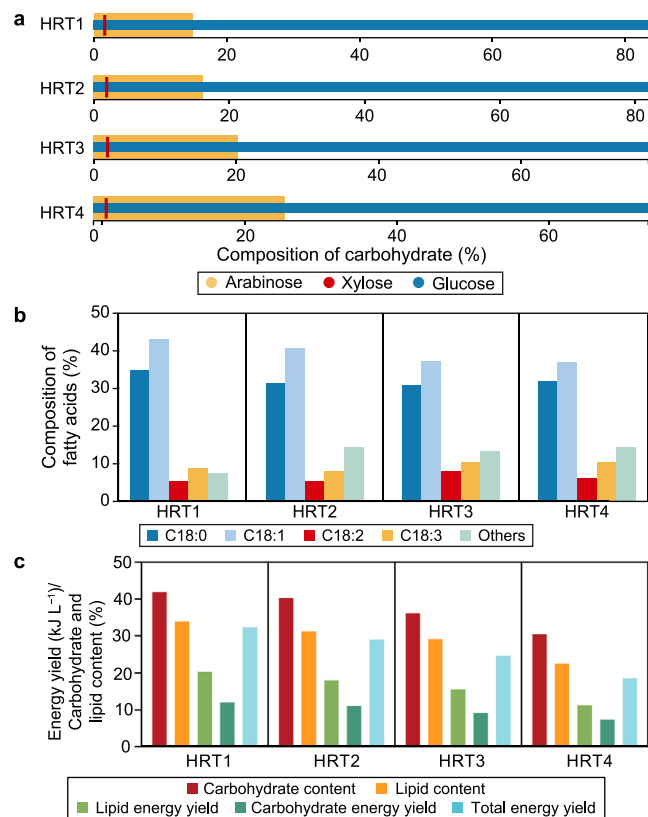 a
HRT1
0 20 40 60 80
HRT2
0 20 40 60 80
HRT3
0 20 40 60
HRT4
0 20 40 60
Composition of carbohydrate (%)
Arabinose Xylose Glucose
b
Composition of
fatty acids (%)
50
40
30
20
10
0
HRT1 HRT2 HRT3 HRT4
C18:0 C18:1 C18:2 C18:3 Others
c
Energy yield (kJ L⁻¹)/
Carbohydrate and
lipid content (%)
50
40
30
20
10
0
HRT1 HRT2 HRT3 HRT4
Carbohydrate content Lipid content
Lipid energy yield Carbohydrate energy yield Total energy yield